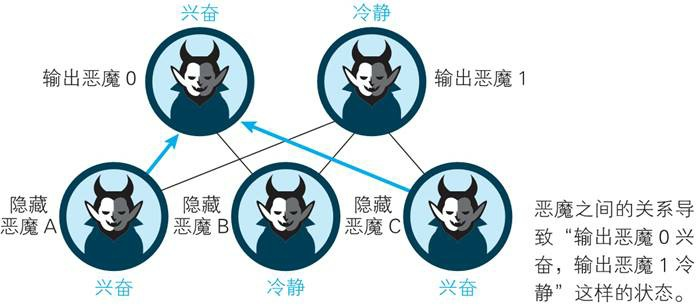 兴奋
冷静
输出恶魔 0
输出恶魔 1
隐藏
恶魔 A
隐藏
恶魔 B
隐藏
恶魔 C
兴奋
冷静
兴奋
恶魔之间的关系导
致“输出恶魔 0 兴
奋，输出恶魔 1 冷
静”这样的状态。